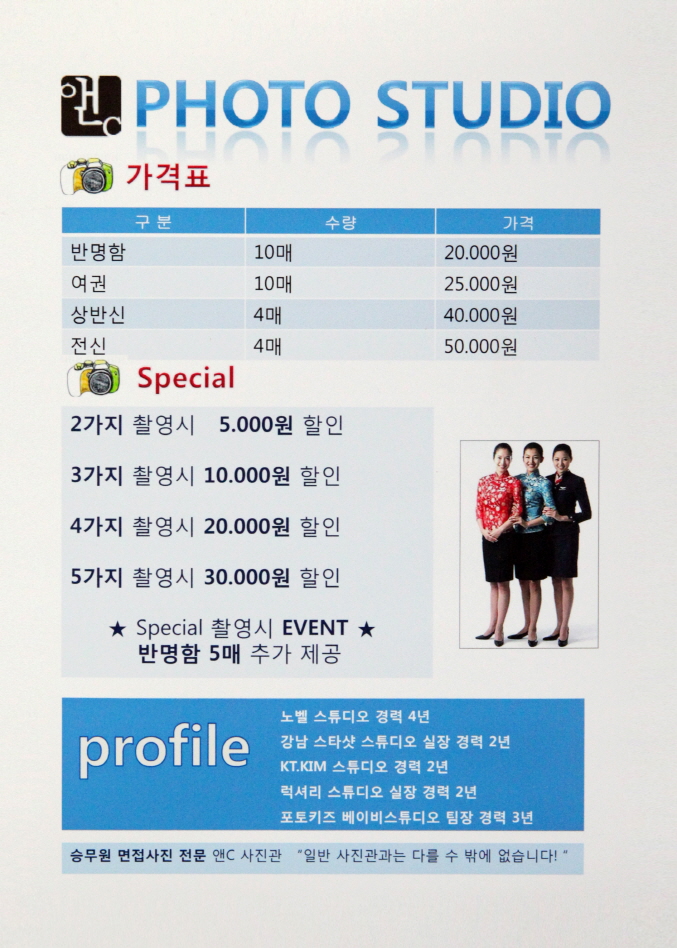 앤C PHOTO STUDIO
가격표
구 분 수량 가격
반명함 10매 20.000원
여권 10매 25.000원
상반신 4매 40.000원
전신 4매 50.000원
Special
2가지 촬영시 5.000원 할인
3가지 촬영시 10.000원 할인
4가지 촬영시 20.000원 할인
5가지 촬영시 30.000원 할인
★ Special 촬영시 EVENT ★
반명함 5매 추가 제공
profile
노벨 스튜디오 경력 4년
강남 스타샷 스튜디오 실장 경력 2년
KT.KIM 스튜디오 경력 2년
럭셔리 스튜디오 실장 경력 2년
포토키즈 베이비스튜디오 팀장 경력 3년
승무원 면접사진 전문 앤C 사진관 “일반 사진관과는 다를 수 밖에 없습니다! “